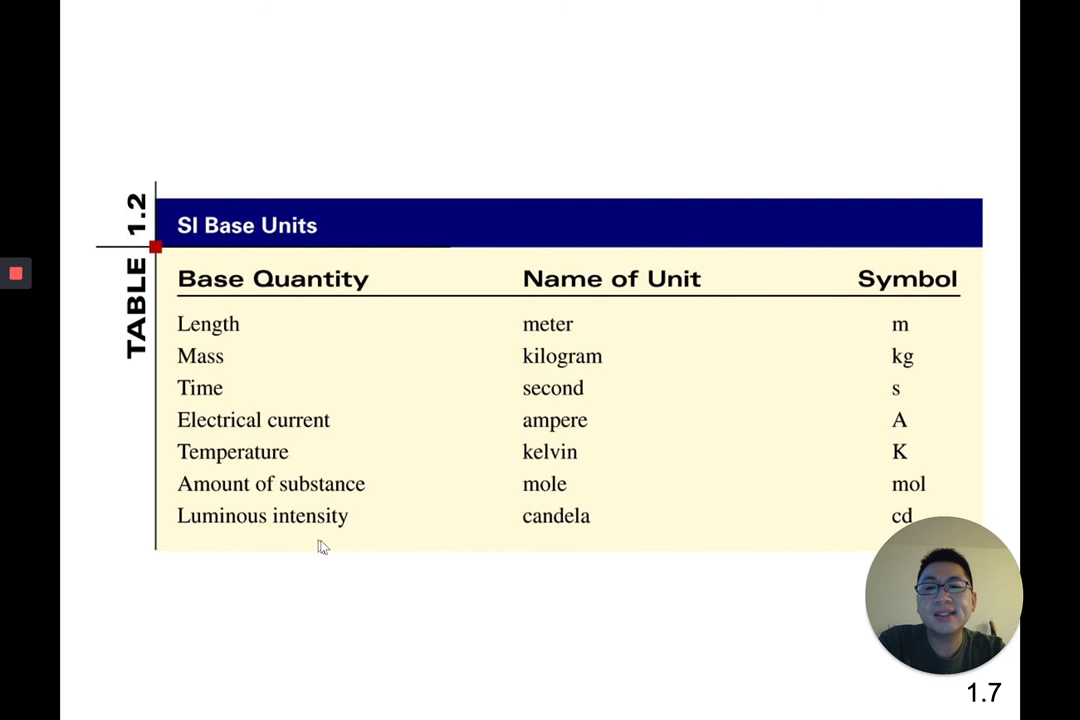 TABLE 1.2
SI Base Units
Base Quantity Name of Unit Symbol
Length meter m
Mass kilogram kg
Time second s
Electrical current ampere A
Temperature kelvin K
Amount of substance mole mol
Luminous intensity candela cd
1.7